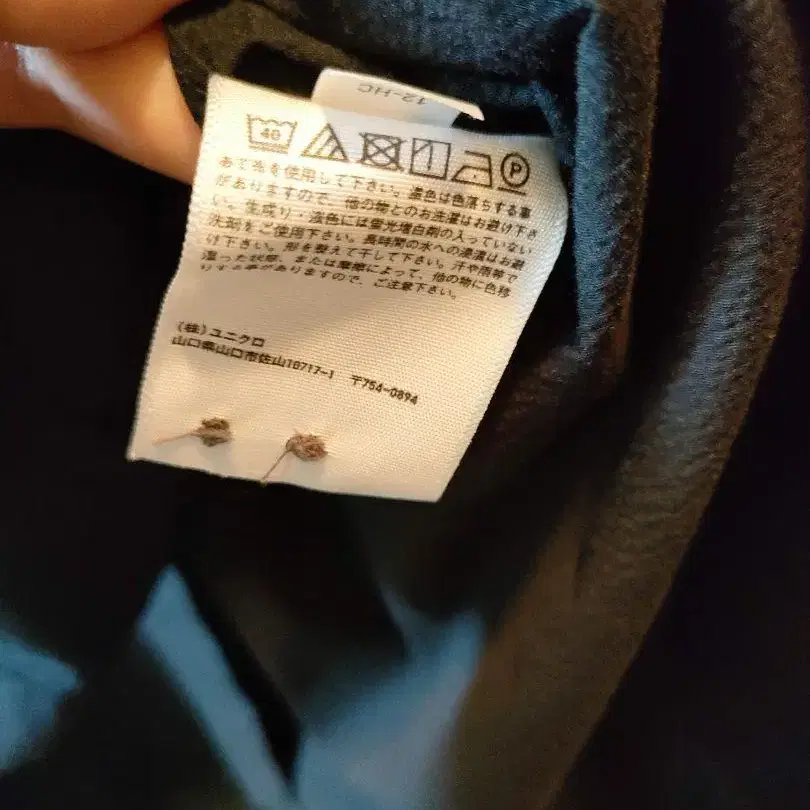 12-HC
40
P
あて布を使用して下さい。濃色は色落ちする事
がありますので、他の物とのお洗濯はお避け下さ
い。生成り・淡色には蛍光増白剤の入っていない
洗剤をご使用下さい。長時間の水への浸漬はお避
け下さい。形を整えて干して下さい。汗や雨等で
湿った状態、または摩擦によって、他の物に色移
りする事がありますので、ご注意下さい。
(株)ユニクロ
山口県山口市佐山10717-1 〒754-0894